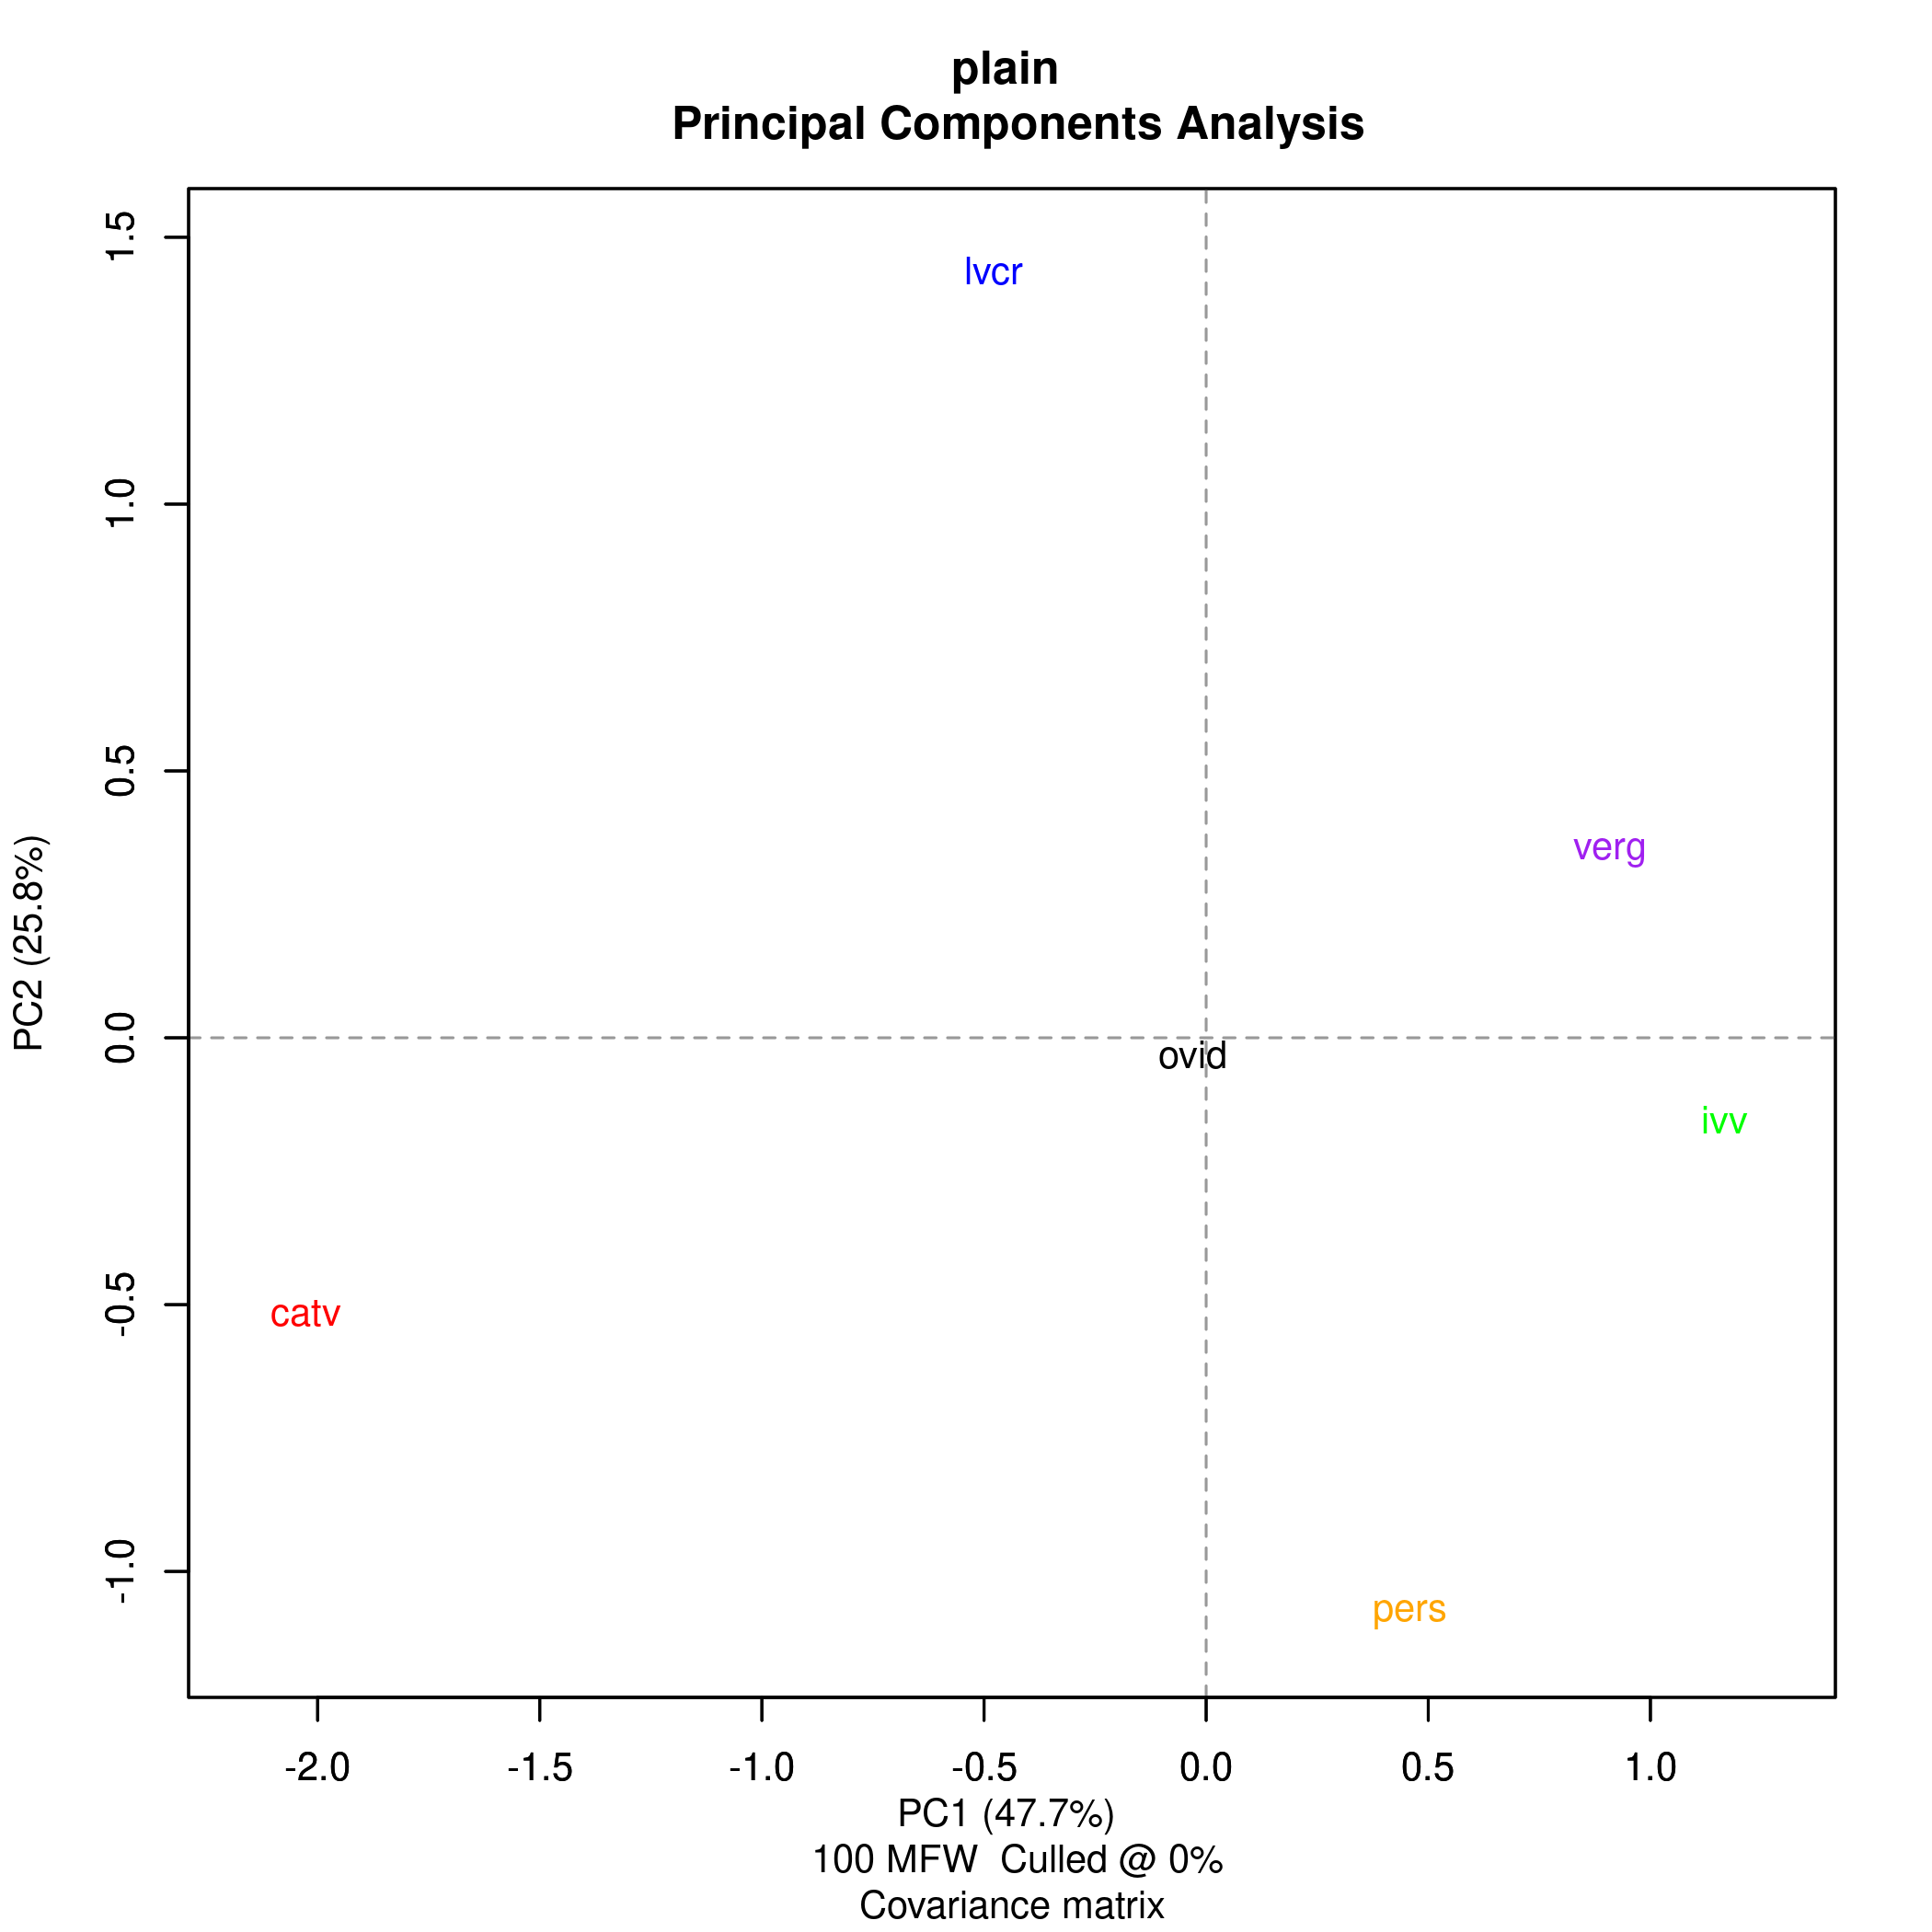 plain
Principal Components Analysis
1.5
lvcr
1.0
0.5
verg
PC2 (25.8%)
0.0
ovid
ivv
-0.5
catv
-1.0
pers
-2.0 -1.5 -1.0 -0.5 0.0 0.5 1.0
PC1 (47.7%)
100 MFW  Culled @ 0%
Covariance matrix